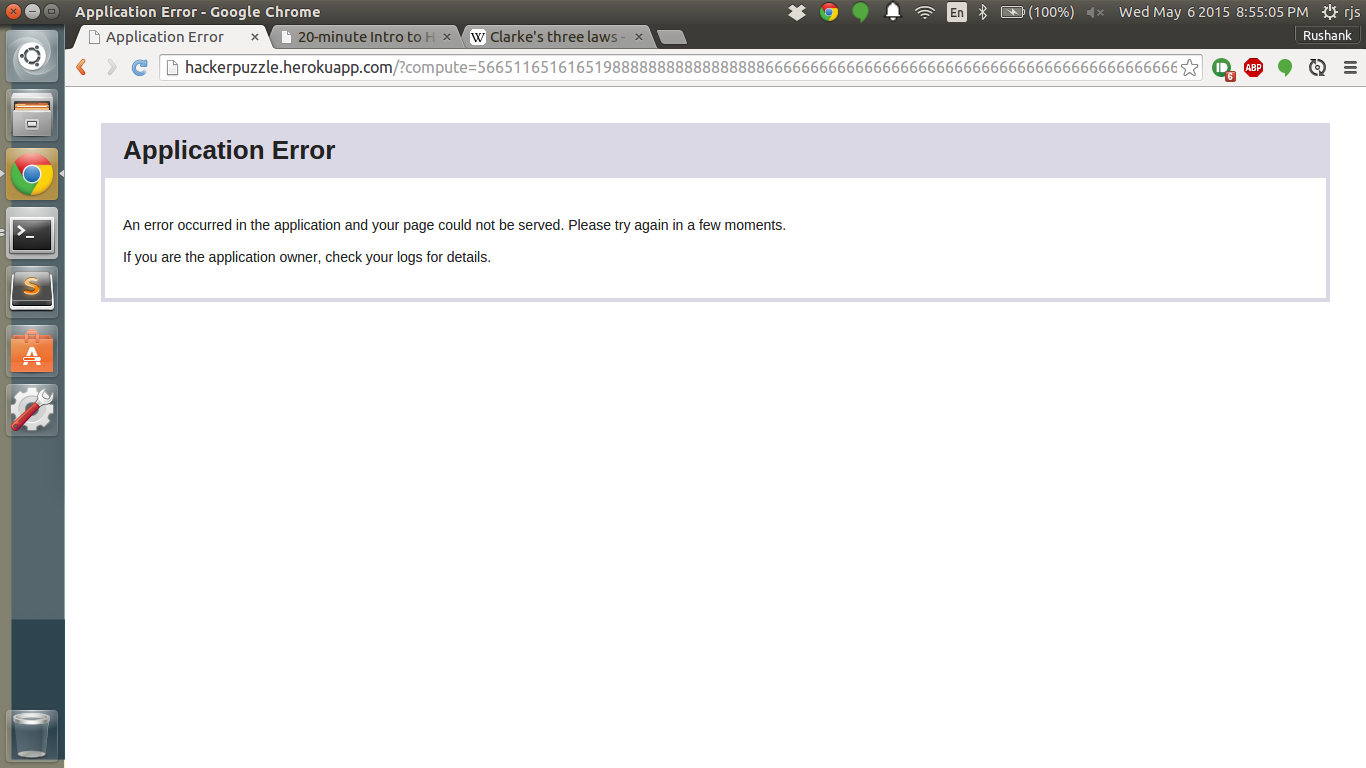 Application Error - Google Chrome
En
(100%)
Wed May 6 2015 8:55:05 PM
rjs
Application Error
20-minute Intro to H
W
Clarke's three laws -
Rushank
hackerpuzzle.herokuapp.com/?compute=
6
ABP
Application Error
An error occurred in the application and your page could not be served. Please try again in a few moments.
If you are the application owner, check your logs for details.
>_
S
A